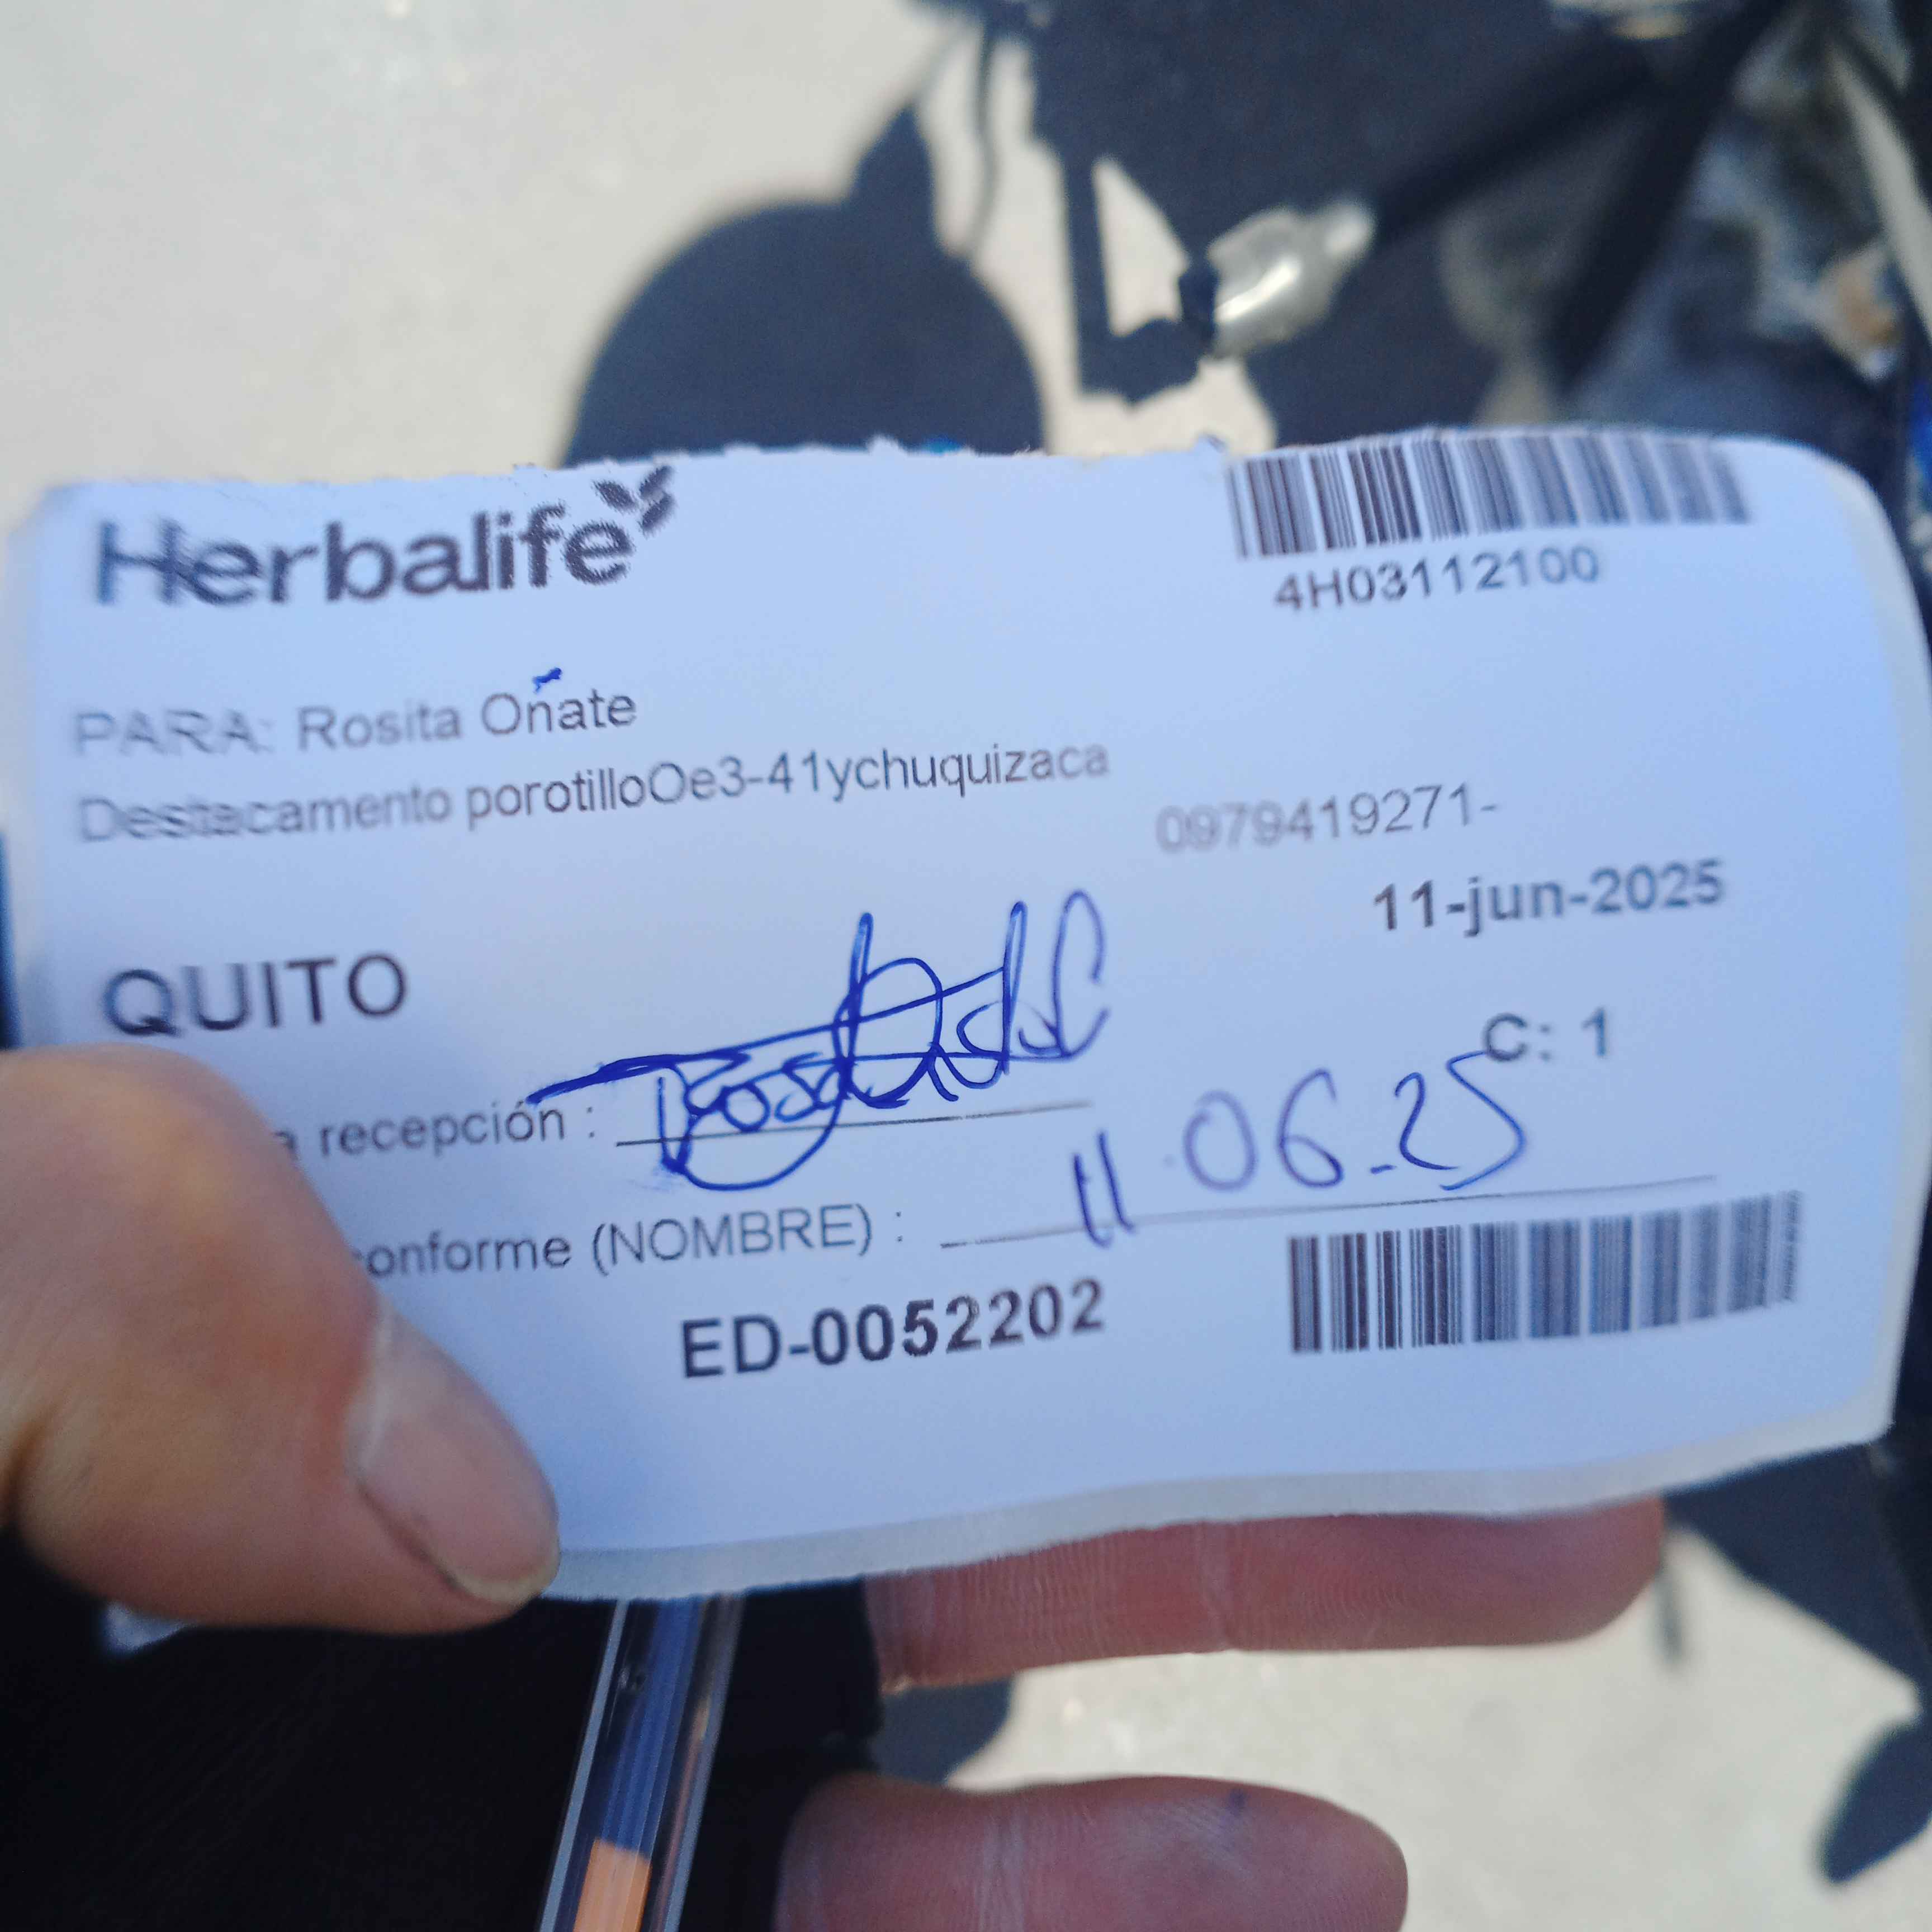 Herbalife
4H03112100
PARA: Rosita Oñate
Destacamento porotilloOe3-41ychuquizaca
0979419271-
11-jun-2025
QUITO
C: 1
recepción :
11.06.25
onforme (NOMBRE) :
ED-0052202